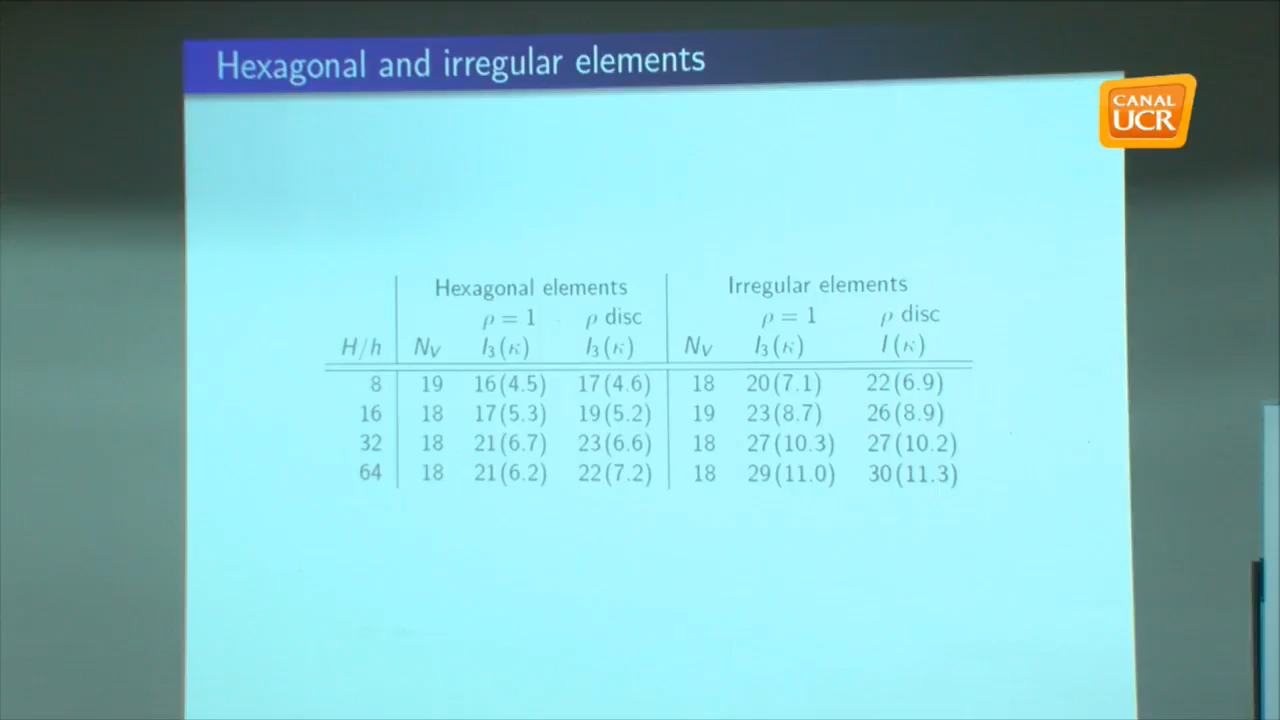 Hexagonal and irregular elements
CANAL
UCR
Hexagonal elements Irregular elements
ρ = 1 ρ disc ρ = 1 ρ disc
H/h N_V I_3(κ) I_3(κ) N_V I_3(κ) I(κ)
8 19 16(4.5) 17(4.6) 18 20(7.1) 22(6.9)
16 18 17(5.3) 19(5.2) 19 23(8.7) 26(8.9)
32 18 21(6.7) 23(6.6) 18 27(10.3) 27(10.2)
64 18 21(6.2) 22(7.2) 18 29(11.0) 30(11.3)